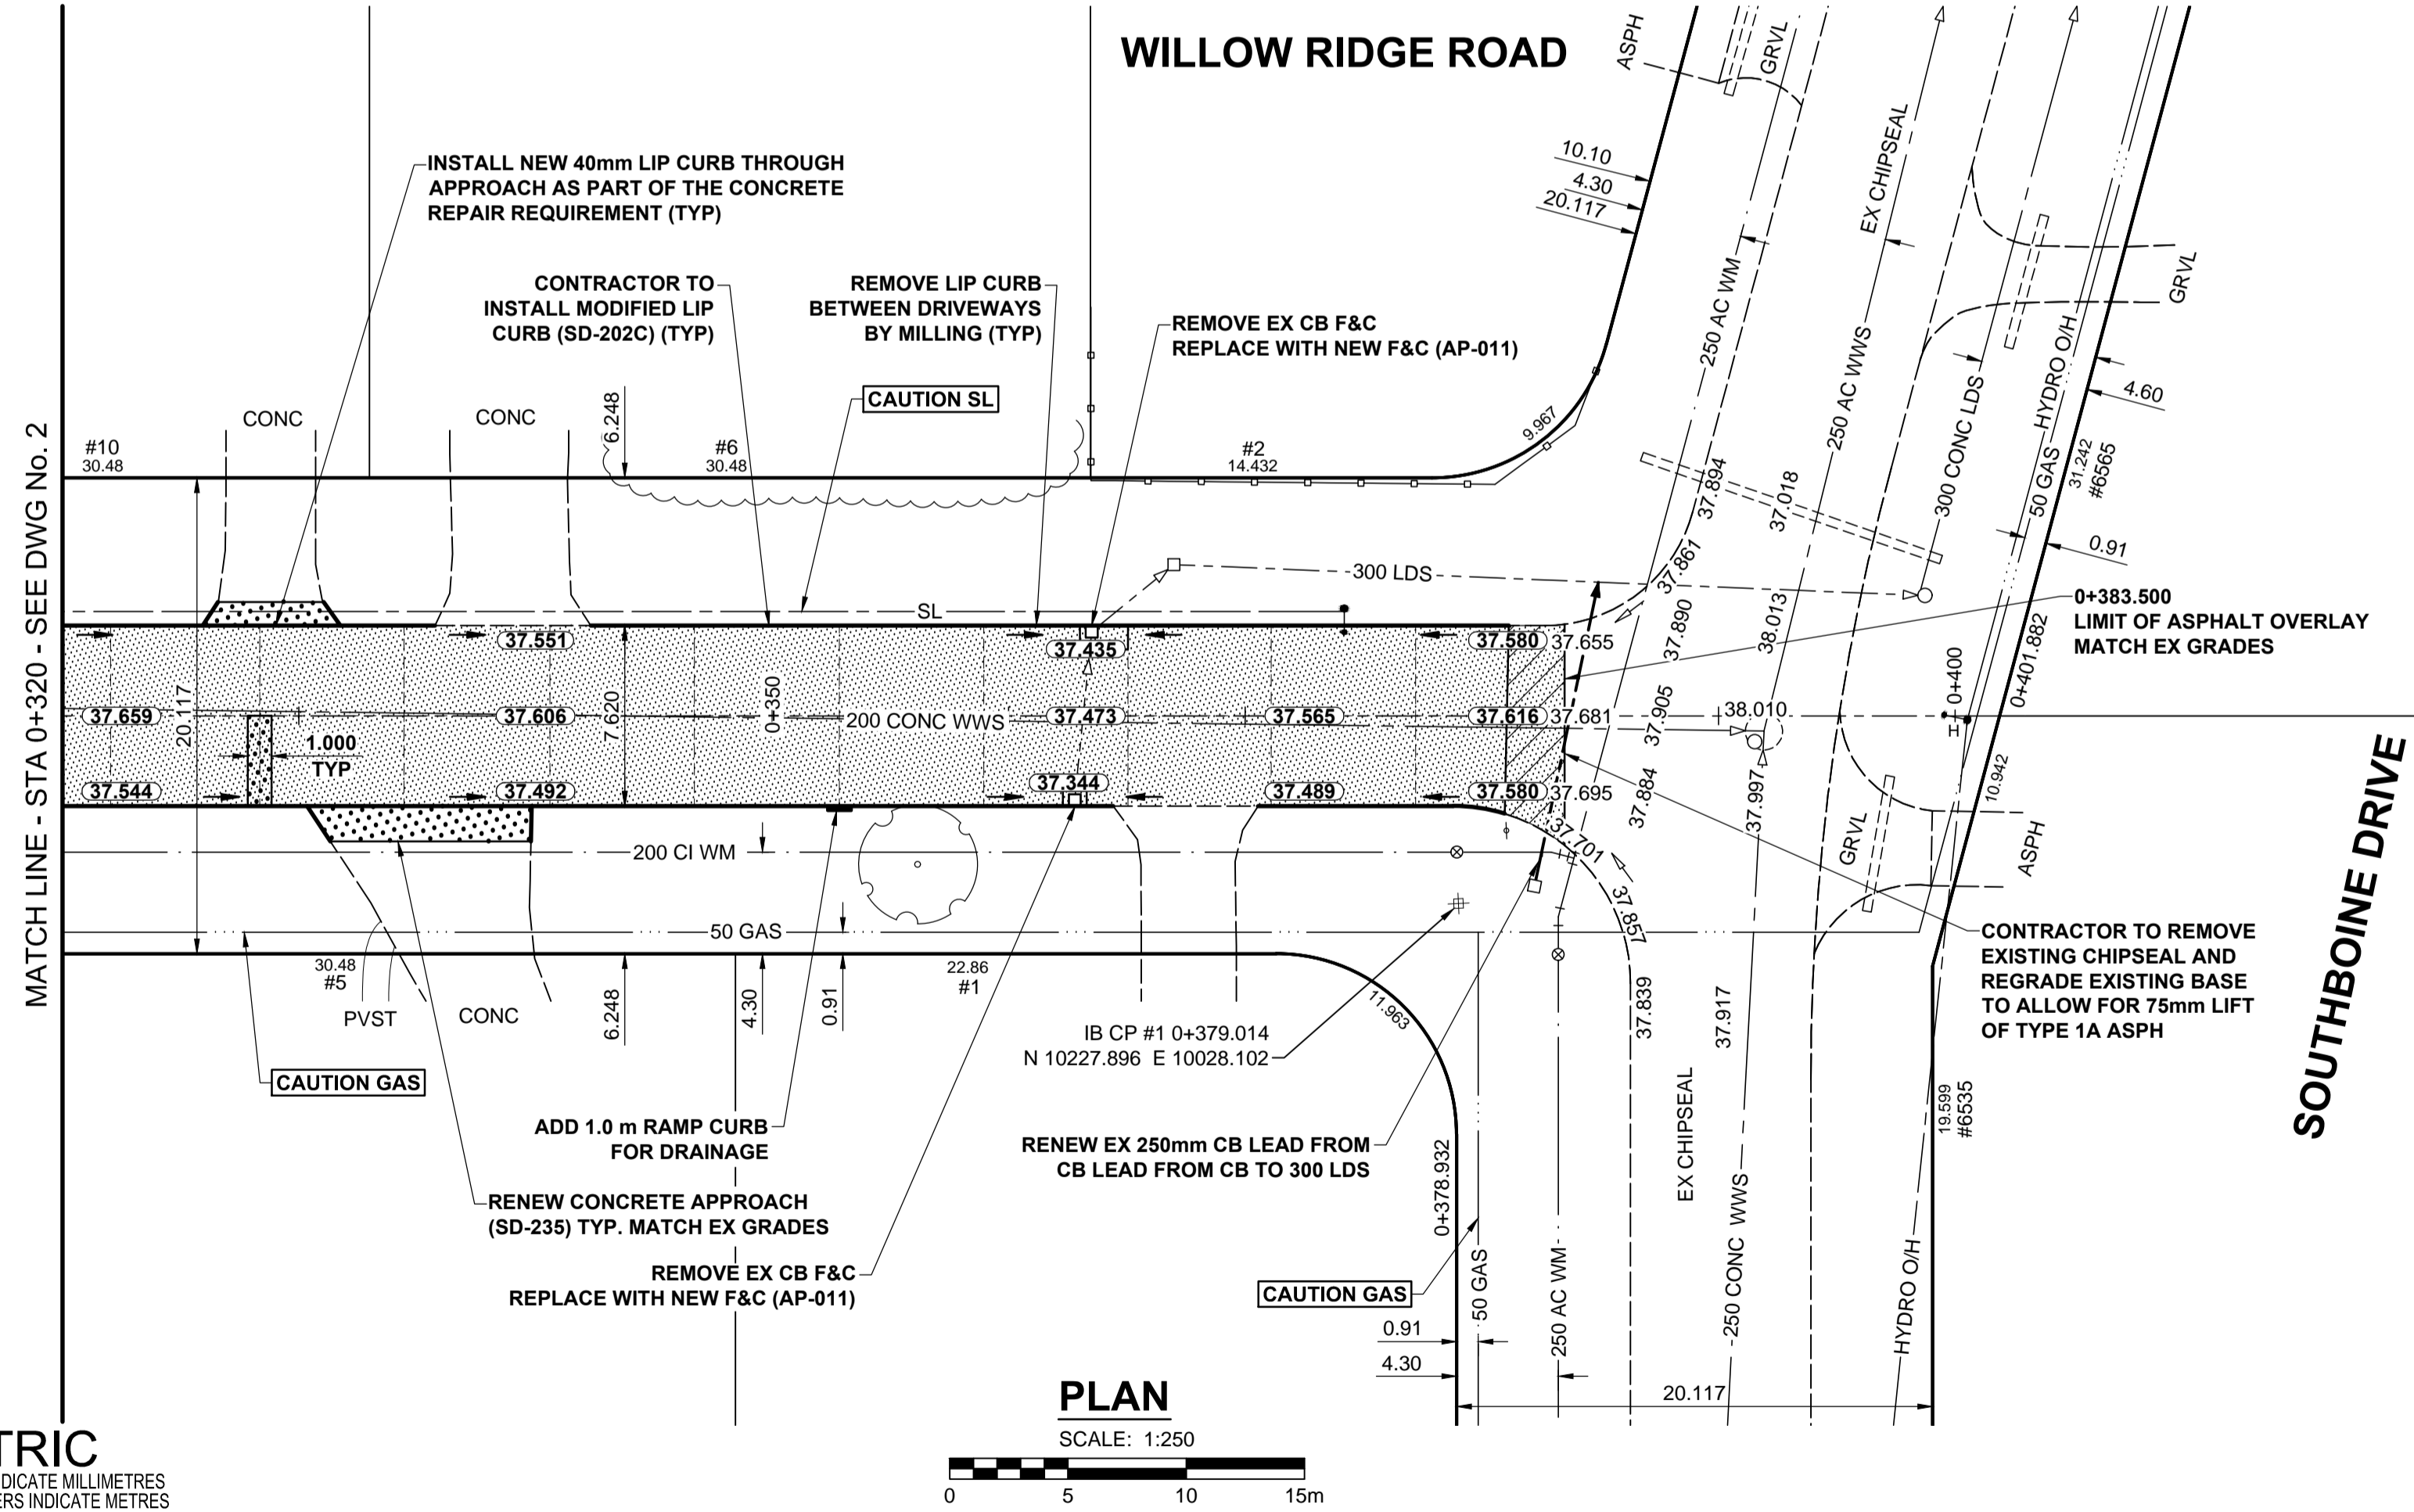 WILLOW RIDGE ROAD
ASPH
GRVL
INSTALL NEW 40mm LIP CURB THROUGH
APPROACH AS PART OF THE CONCRETE
REPAIR REQUIREMENT (TYP)
10.10
4.30
20.117
EX CHIPSEAL
CONTRACTOR TO
INSTALL MODIFIED LIP
CURB (SD-202C) (TYP)
REMOVE LIP CURB
BETWEEN DRIVEWAYS
BY MILLING (TYP)
REMOVE EX CB F&C
REPLACE WITH NEW F&C (AP-011)
CAUTION SL
250 AC WM
250 AC WWS
300 CONC LDS
HYDRO O/H
50 GAS
GRVL
4.60
31.242
#6565
0.91
MATCH LINE - STA 0+320 - SEE DWG No. 2
#10
30.48
CONC
CONC
6.248
#6
30.48
#2
14.432
9.967
37.894
37.018
37.861
300 LDS
SL
37.890
38.013
0+383.500
LIMIT OF ASPHALT OVERLAY
MATCH EX GRADES
37.551
37.435
37.580
37.655
20.117
7.620
0+350
37.659
37.606
200 CONC WWS
37.473
37.565
37.616
37.681
37.905
38.010
0+400
H
0+401.882
1.000
TYP
37.544
37.492
37.344
37.489
37.580
37.695
37.884
37.997
10.942
37.701
200 CI WM
37.857
GRVL
ASPH
SOUTHBOINE DRIVE
50 GAS
30.48
#5
PVST
CONC
6.248
4.30
0.91
22.86
#1
11.963
IB CP #1 0+379.014
N 10227.896 E 10028.102
37.839
37.917
CONTRACTOR TO REMOVE
EXISTING CHIPSEAL AND
REGRADE EXISTING BASE
TO ALLOW FOR 75mm LIFT
OF TYPE 1A ASPH
CAUTION GAS
ADD 1.0 m RAMP CURB
FOR DRAINAGE
RENEW EX 250mm CB LEAD FROM
CB LEAD FROM CB TO 300 LDS
0+378.932
EX CHIPSEAL
19.599
#6535
RENEW CONCRETE APPROACH
(SD-235) TYP. MATCH EX GRADES
REMOVE EX CB F&C
REPLACE WITH NEW F&C (AP-011)
CAUTION GAS
50 GAS
250 AC WM
250 CONC WWS
HYDRO O/H
0.91
4.30
20.117
PLAN
SCALE: 1:250
0 5 10 15m
TRIC
DICATE MILLIMETRES
ERS INDICATE METRES